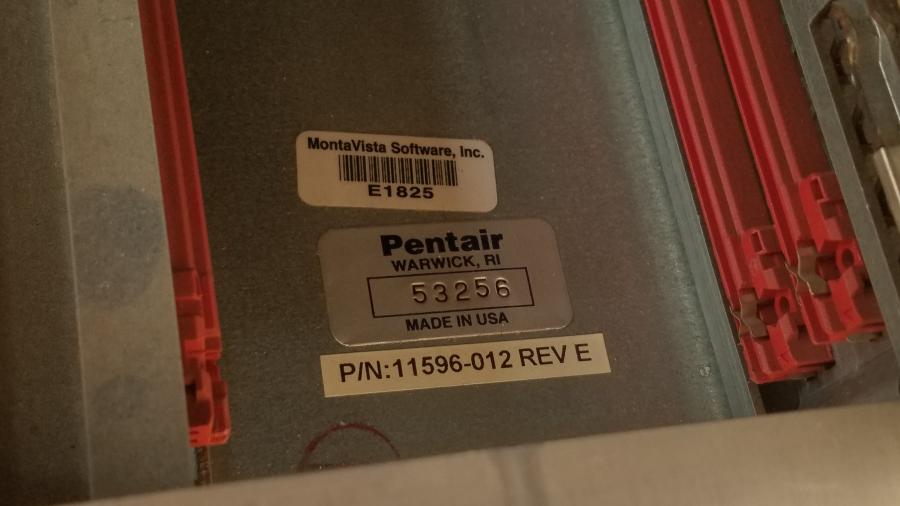 MontaVista Software, Inc.
E1825
Pentair
WARWICK, RI
53256
MADE IN USA
P/N:11596-012 REV E